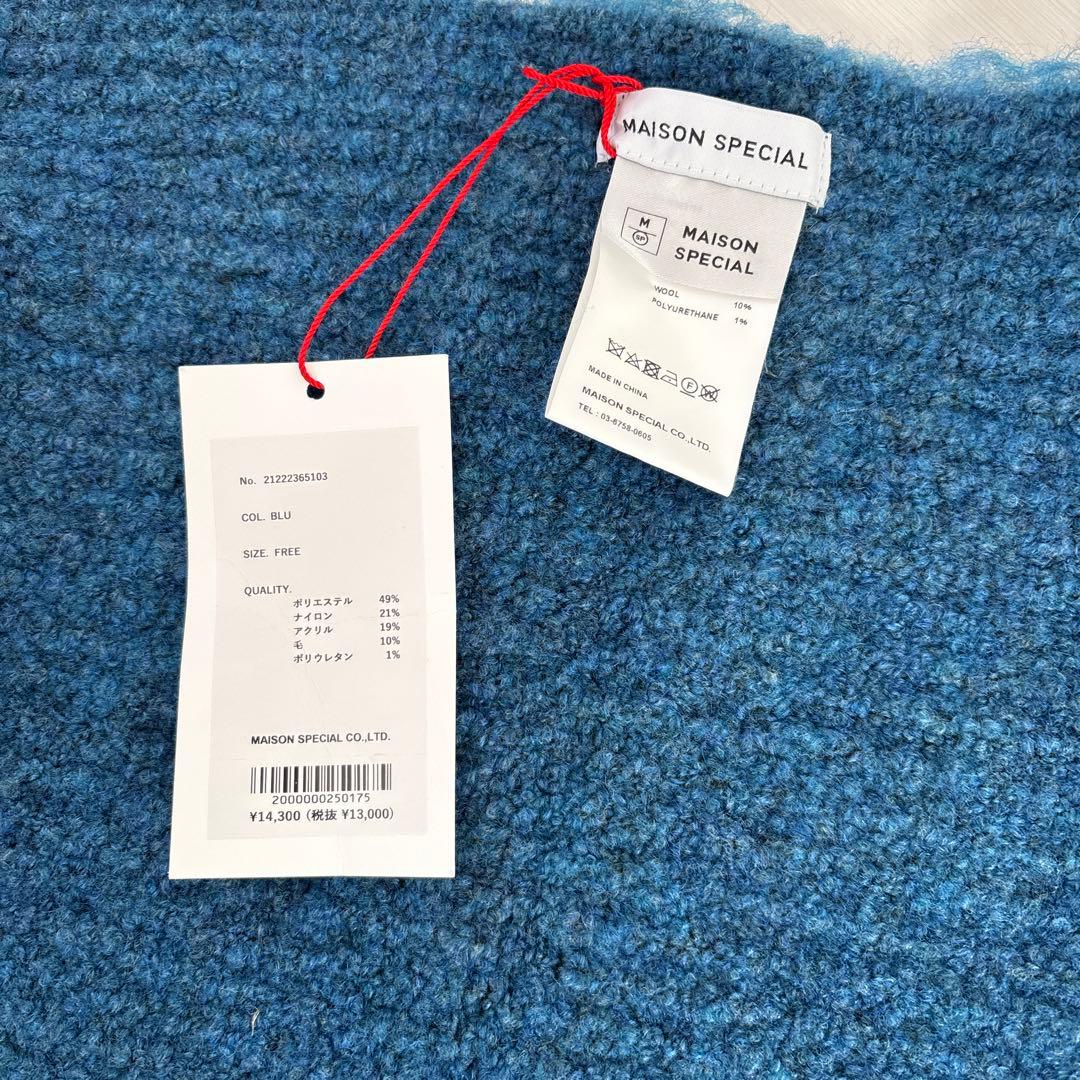 MAISON SPECIAL
M
SP
MAISON
SPECIAL
WOOL 10%
POLYURETHANE 1%
F
W
MADE IN CHINA
MAISON SPECIAL CO.,LTD.
TEL : 03-6758-0605
No. 21222365103
COL. BLU
SIZE. FREE
QUALITY.
ポリエステル 49%
ナイロン 21%
アクリル 19%
毛 10%
ポリウレタン 1%
MAISON SPECIAL CO.,LTD.
2000000250175
¥14,300 (税抜 ¥13,000)